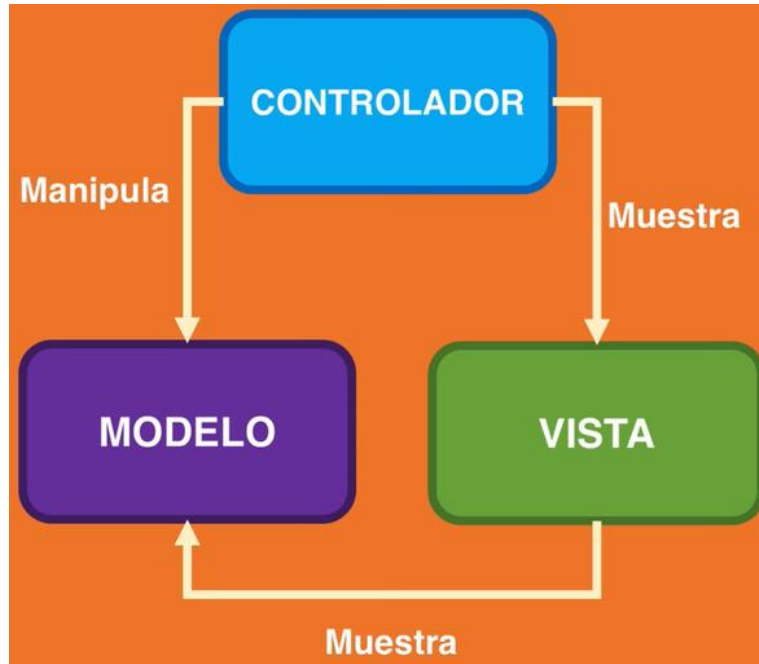 CONTROLADOR
Manipula
Muestra
MODELO
VISTA
Muestra